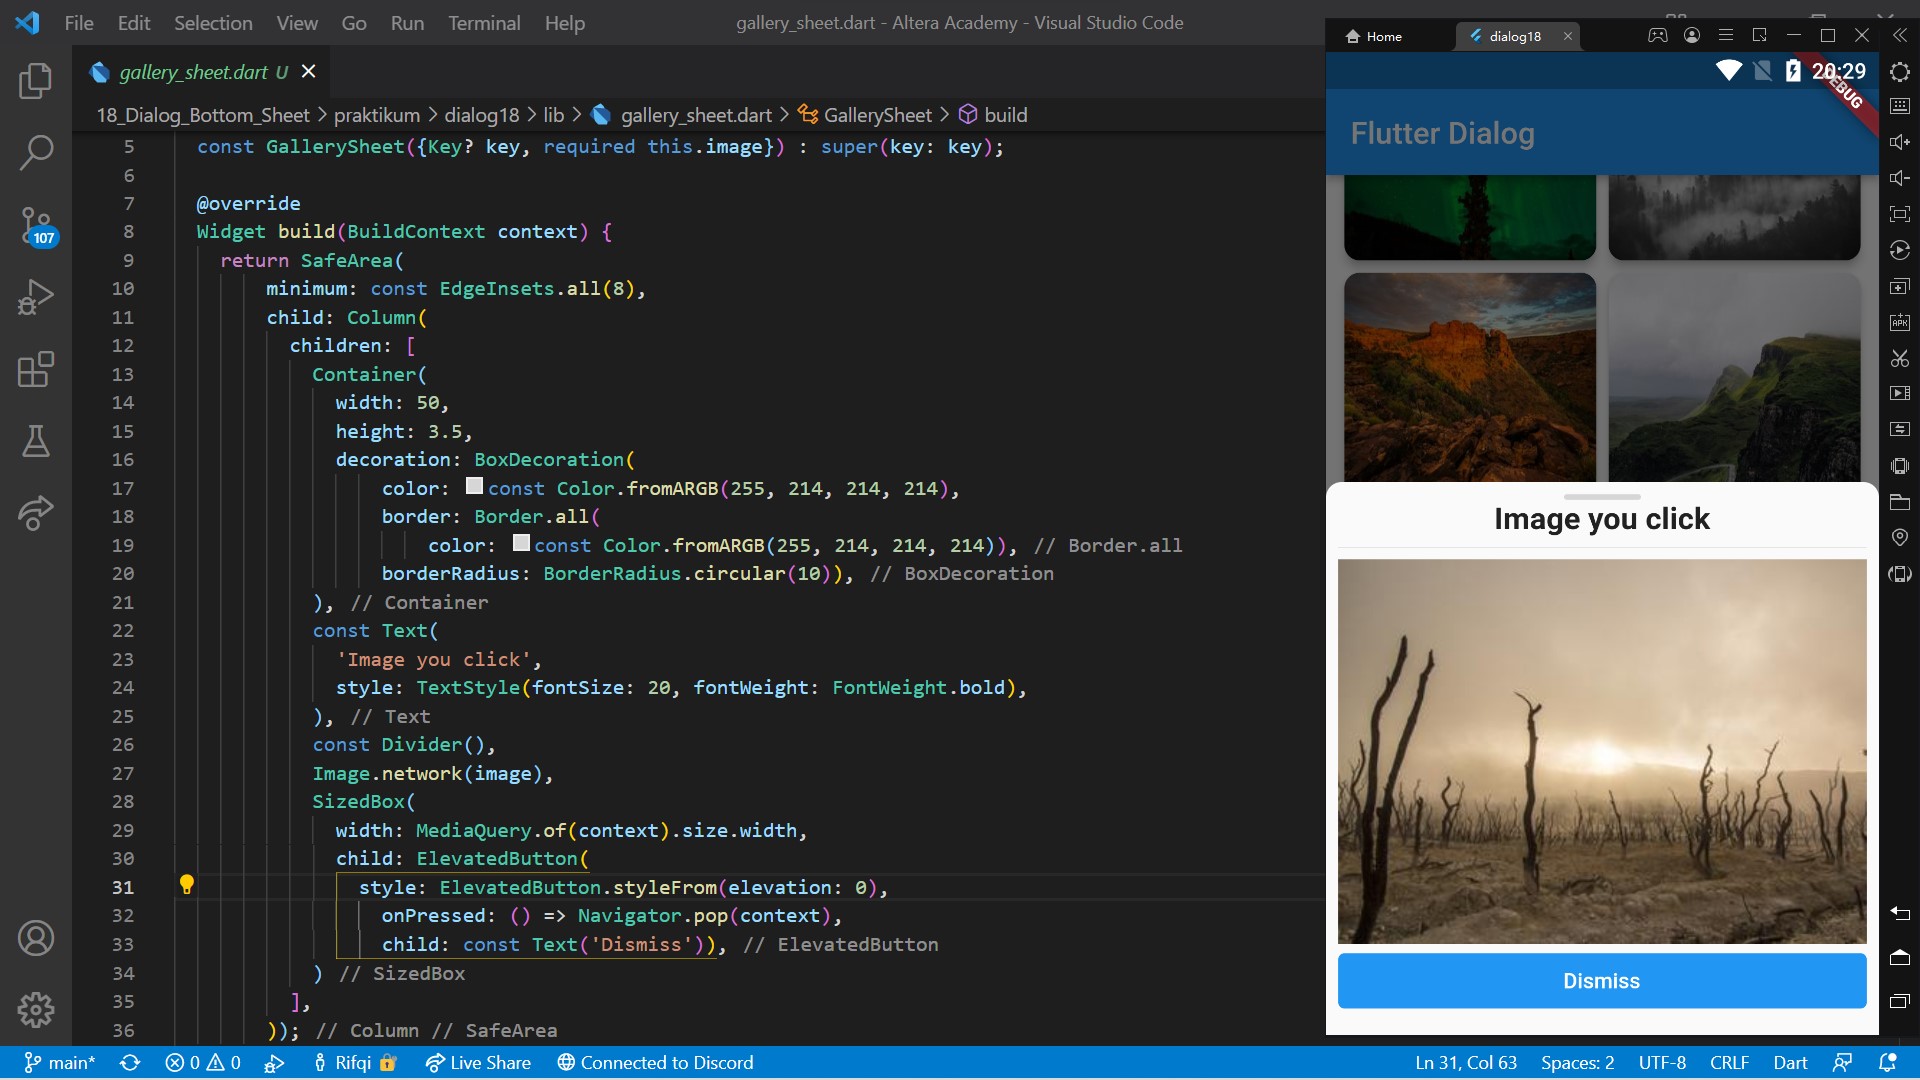 File Edit Selection View Go Run Terminal Help
gallery_sheet.dart - Altera Academy - Visual Studio Code
gallery_sheet.dart U
18_Dialog_Bottom_Sheet > praktikum > dialog18 > lib > gallery_sheet.dart > GallerySheet > build
5 const GallerySheet({Key? key, required this.image}) : super(key: key);
6
7 @override
8 Widget build(BuildContext context) {
9 return SafeArea(
10 minimum: const EdgeInsets.all(8),
11 child: Column(
12 children: [
13 Container(
14 width: 50,
15 height: 3.5,
16 decoration: BoxDecoration(
17 color: const Color.fromARGB(255, 214, 214, 214),
18 border: Border.all(
19 color: const Color.fromARGB(255, 214, 214, 214)), // Border.all
20 borderRadius: BorderRadius.circular(10)), // BoxDecoration
21 ), // Container
22 const Text(
23 'Image you click',
24 style: TextStyle(fontSize: 20, fontWeight: FontWeight.bold),
25 ), // Text
26 const Divider(),
27 Image.network(image),
28 SizedBox(
29 width: MediaQuery.of(context).size.width,
30 child: ElevatedButton(
31 style: ElevatedButton.styleFrom(elevation: 0),
32 onPressed: () => Navigator.pop(context),
33 child: const Text('Dismiss')), // ElevatedButton
34 ) // SizedBox
35 ],
36 )); // Column // SafeArea
107
Home
dialog18
20:29
DEBUG
Flutter Dialog
APK
Image you click
Dismiss
main* 0 0 Rifqi Live Share Connected to Discord
Ln 31, Col 63 Spaces: 2 UTF-8 CRLF Dart